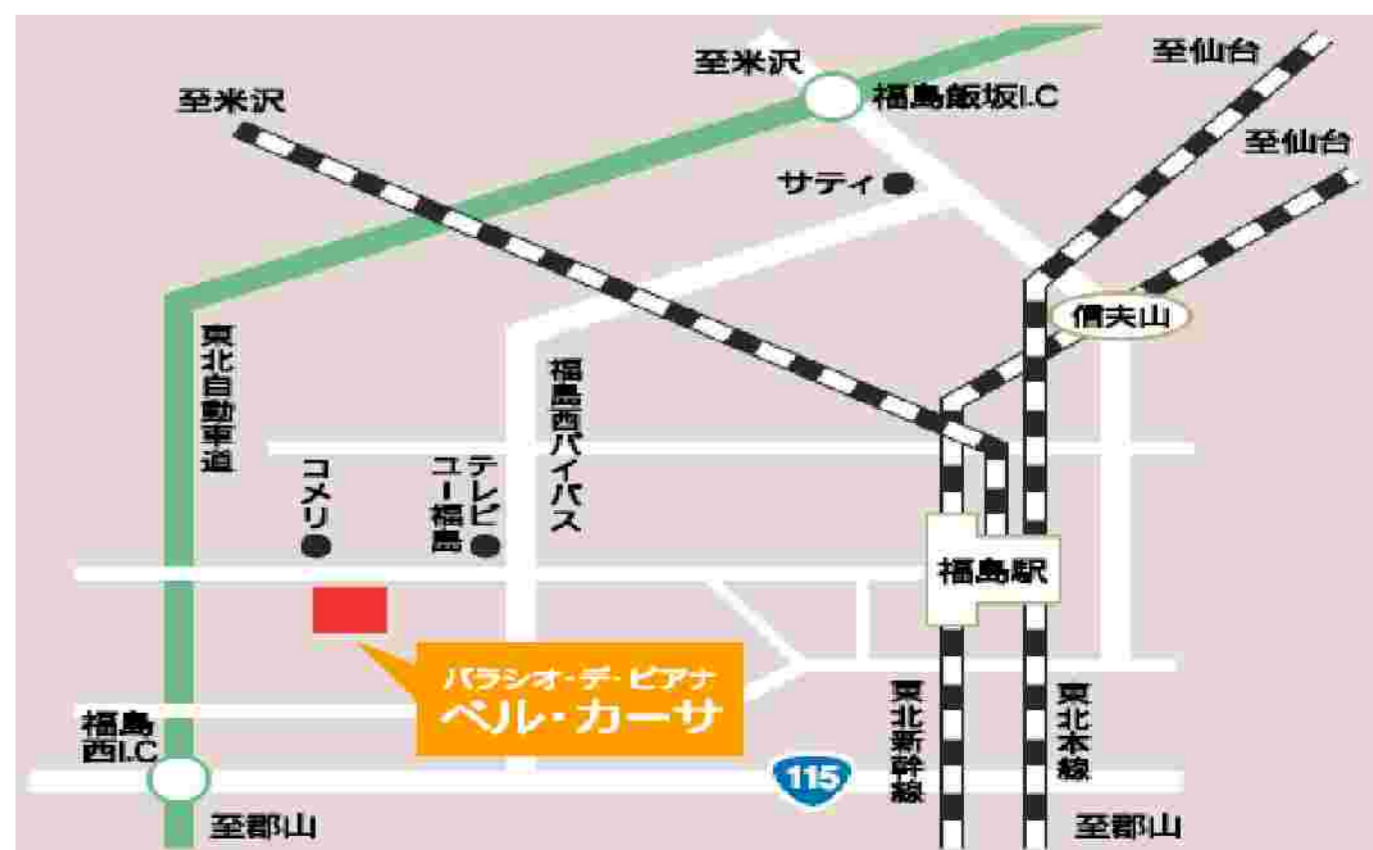 至米沢
至仙台
至米沢
福島飯坂I.C
至仙台
サティ
信夫山
東北自動車道
福島西バイパス
コメリ
テレビ
ユー福島
福島駅
パラシオ・デ・ピアナ
ベル・カーサ
福島
西I.C
東北新幹線
東北本線
115
至郡山
至郡山